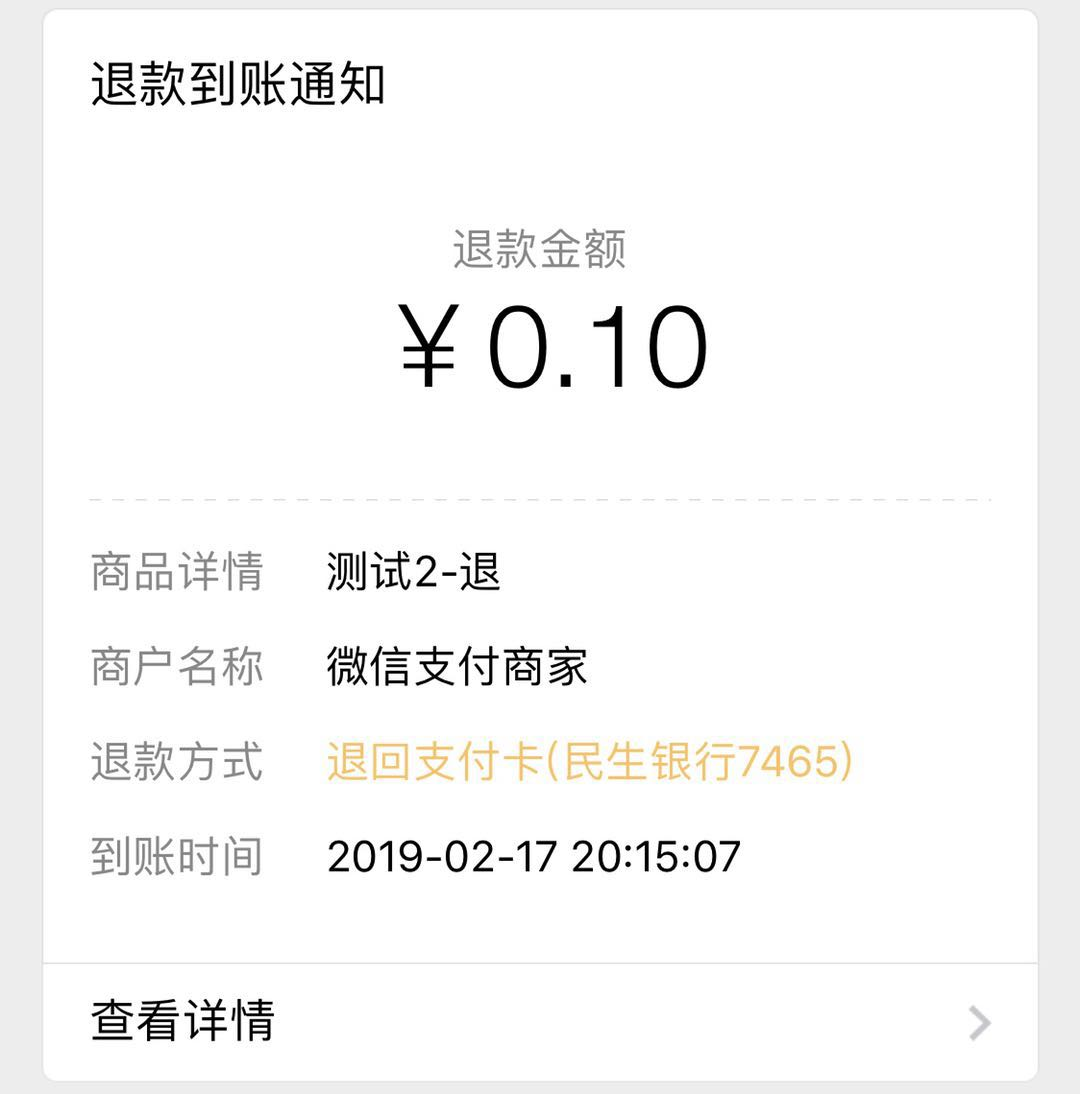 退款到账通知
退款金额
¥0.10
商品详情 测试2-退
商户名称 微信支付商家
退款方式 退回支付卡(民生银行7465)
到账时间 2019-02-17 20:15:07
查看详情